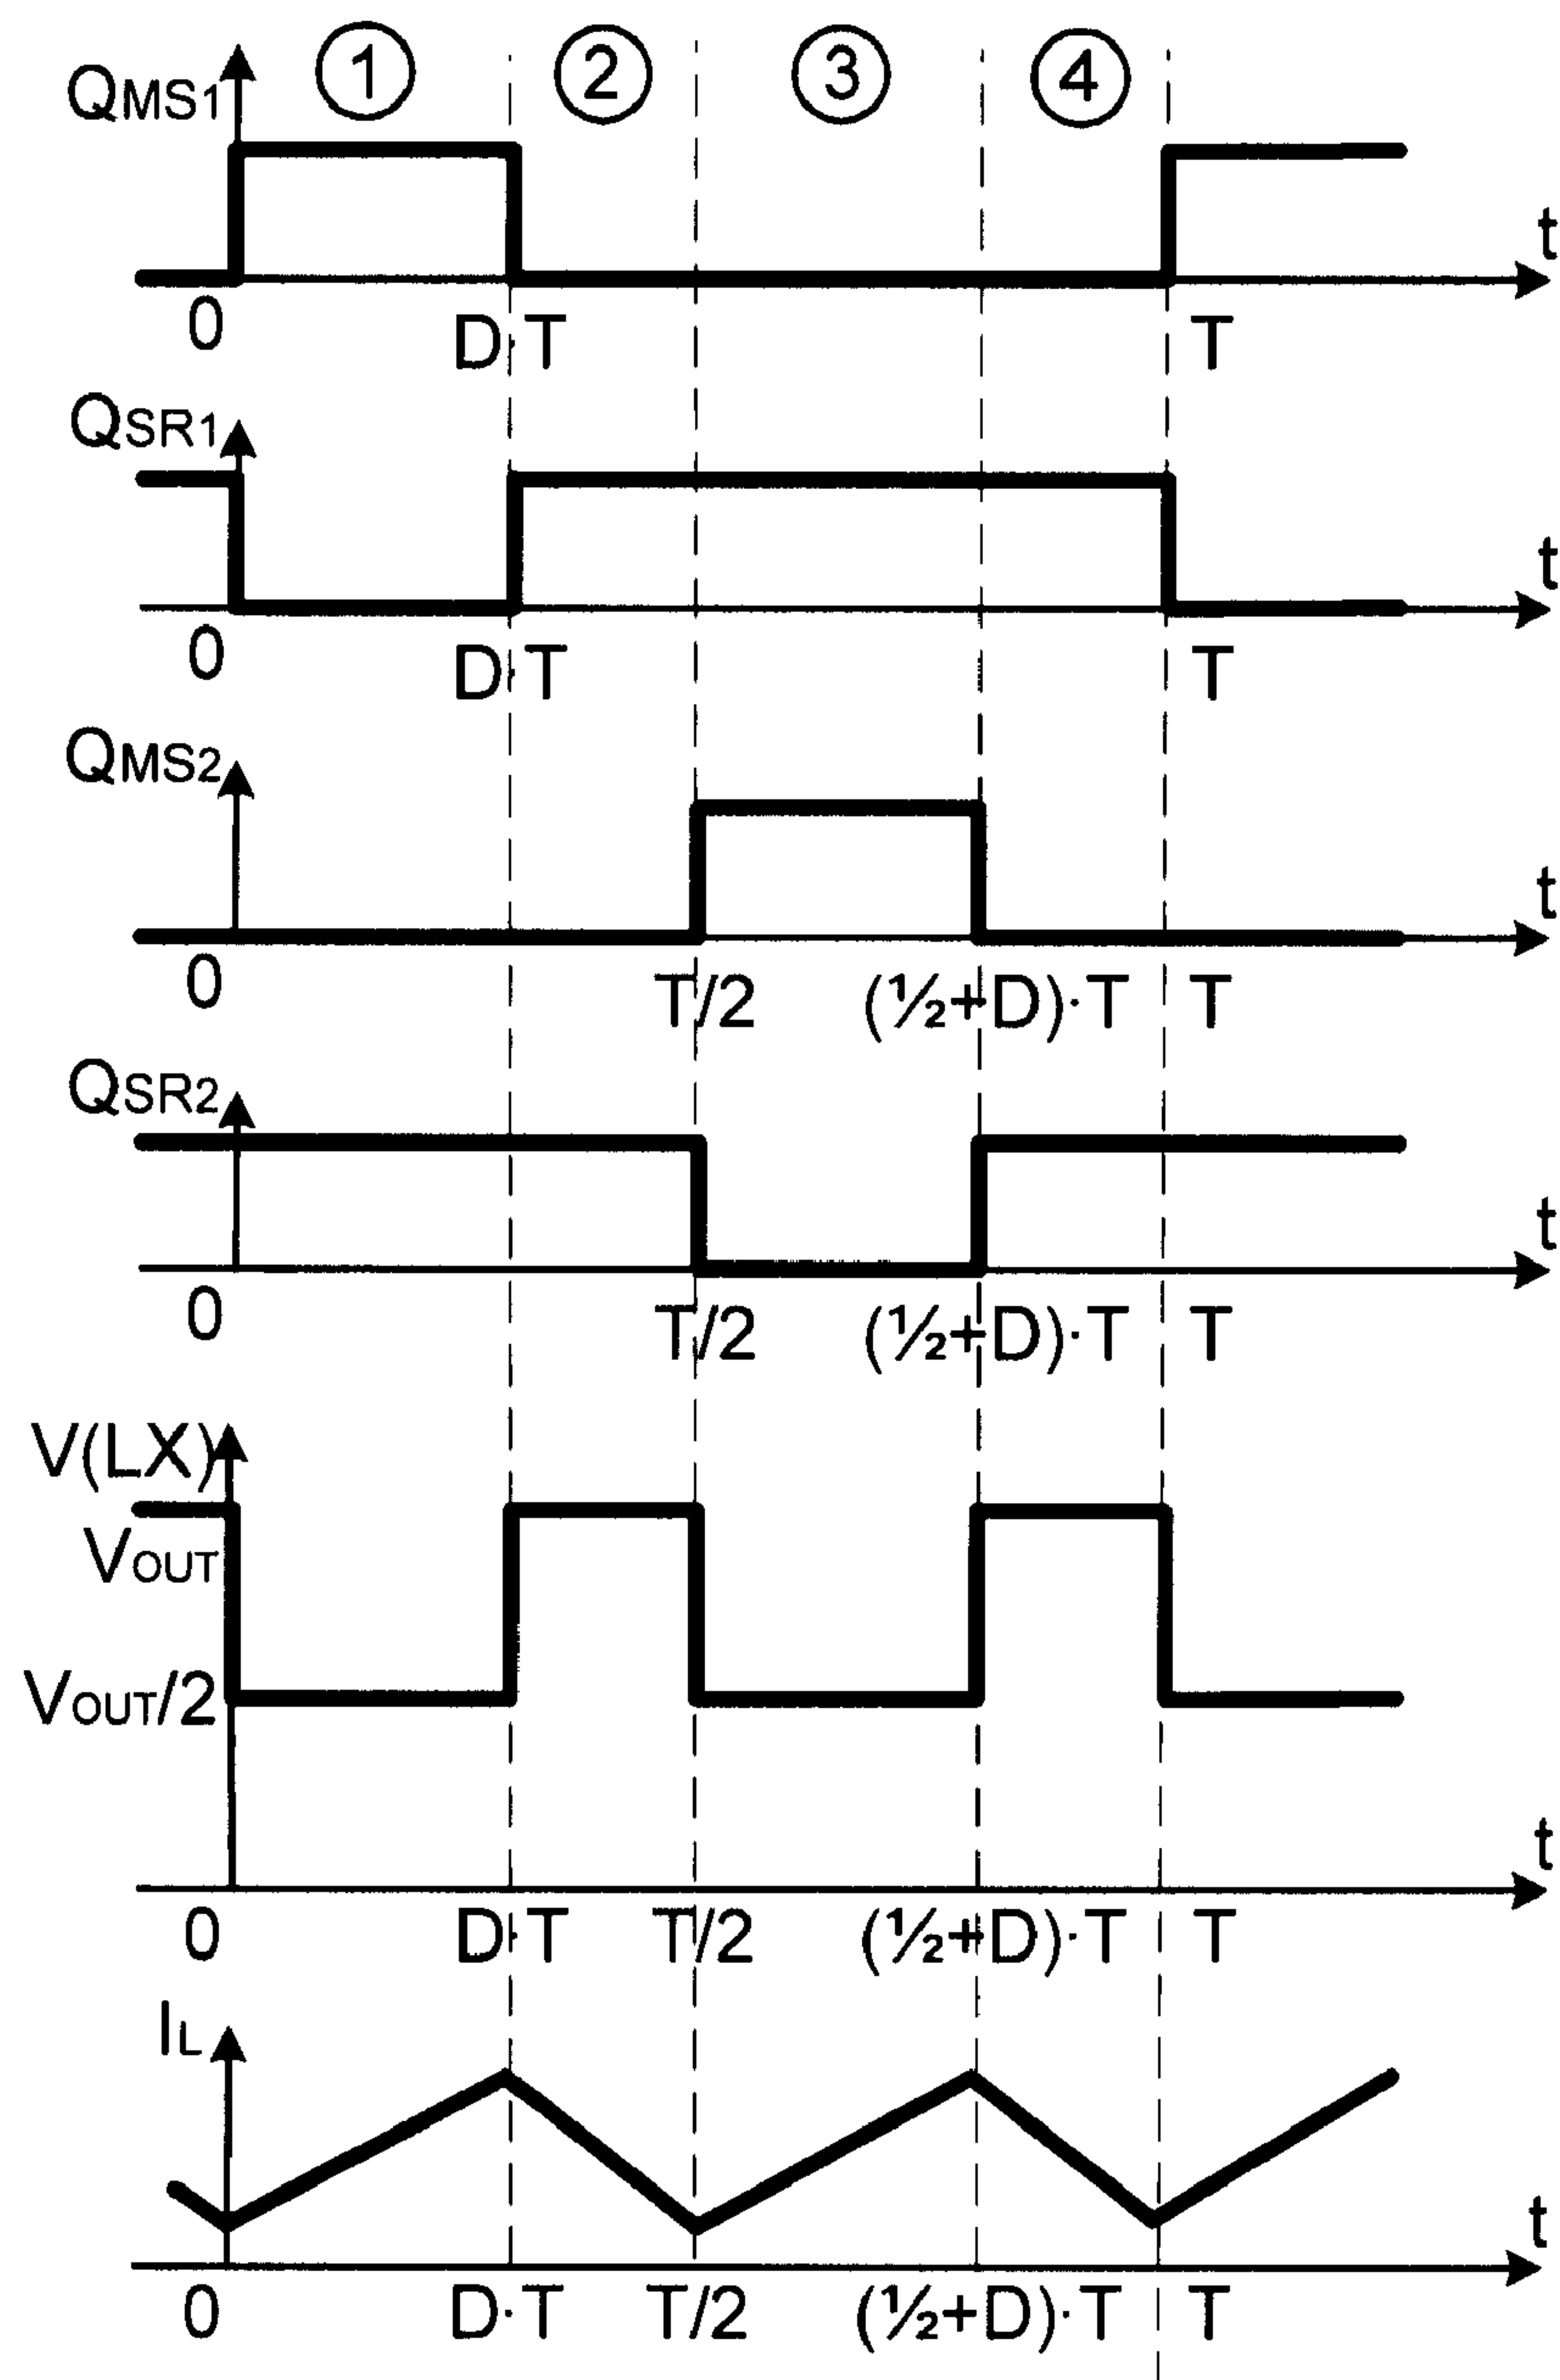 ① ② ③ ④
QMS1
t
0 D·T T
QSR1
t
0 D·T T
QMS2
t
0 T/2 (½+D)·T T
QSR2
t
0 T/2 (½+D)·T T
V(LX)
VOUT
VOUT/2
t
0 D·T T/2 (½+D)·T T
IL
t
0 D·T T/2 (½+D)·T T